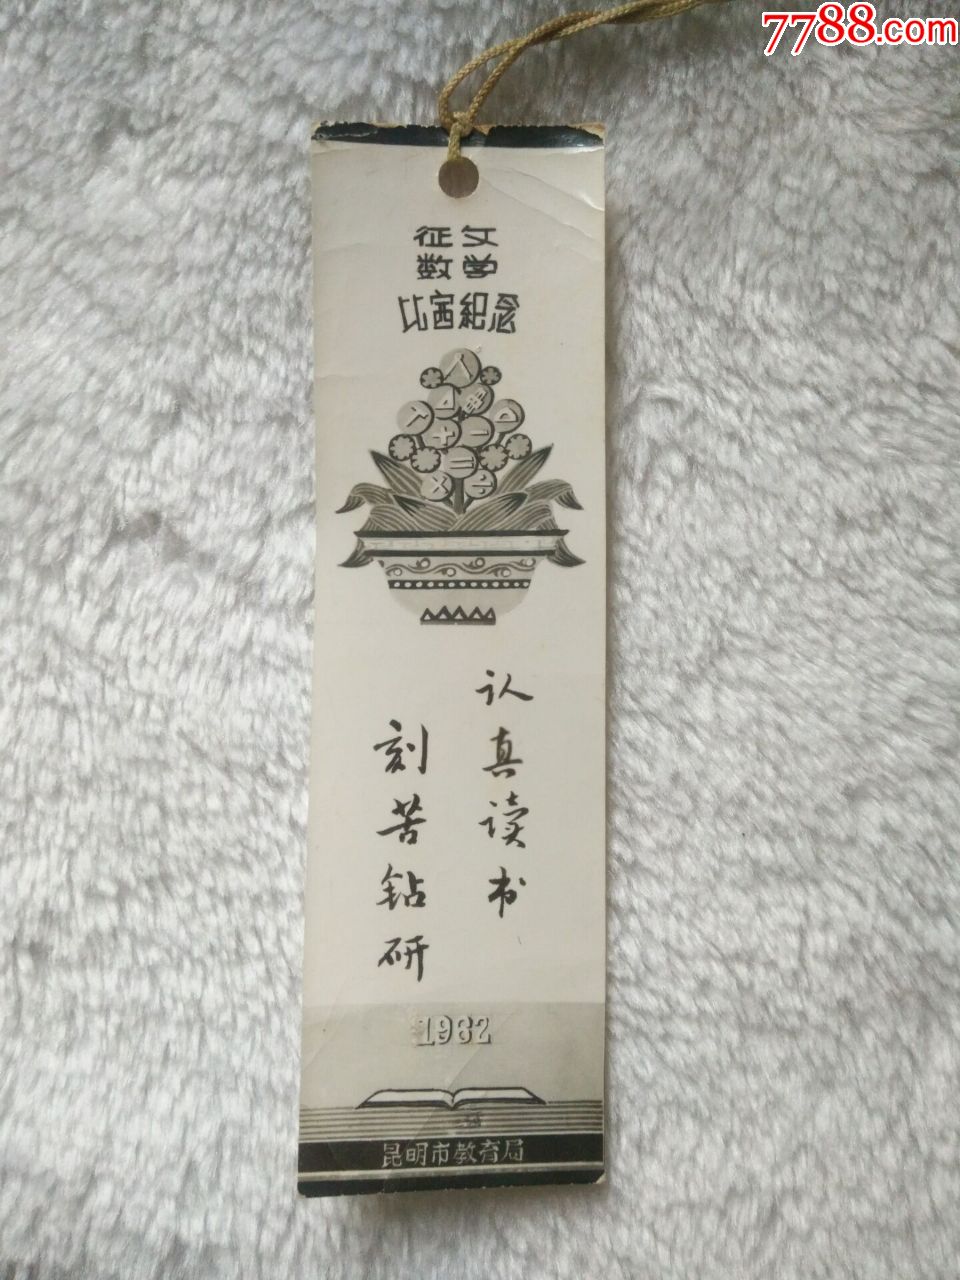 7788.com
征文
数学
比赛纪念
认真读书
刻苦钻研
1962
昆明市教育局